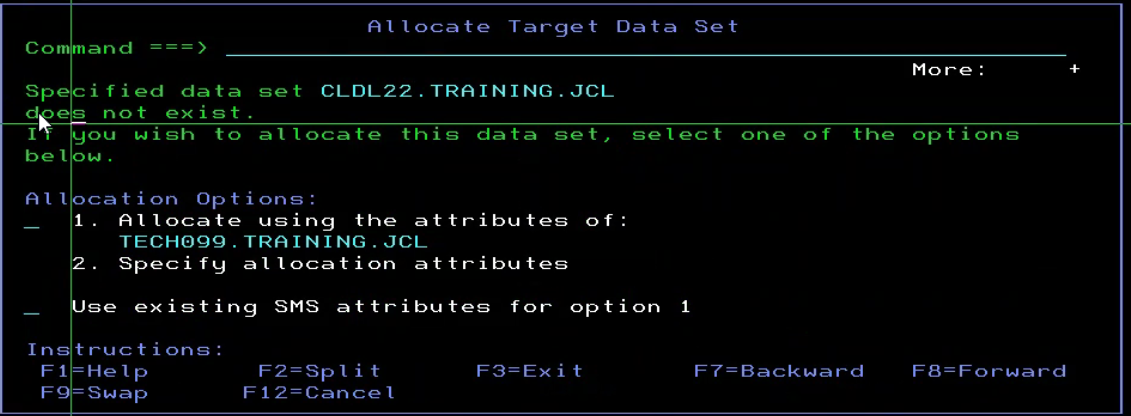 Allocate Target Data Set
Command ===>
More: +
Specified data set CLDL22.TRAINING.JCL
does not exist.
If you wish to allocate this data set, select one of the options
below.
Allocation Options:
_ 1. Allocate using the attributes of:
TECH099.TRAINING.JCL
2. Specify allocation attributes
_ Use existing SMS attributes for option 1
Instructions:
F1=Help F2=Split F3=Exit F7=Backward F8=Forward
F9=Swap F12=Cancel